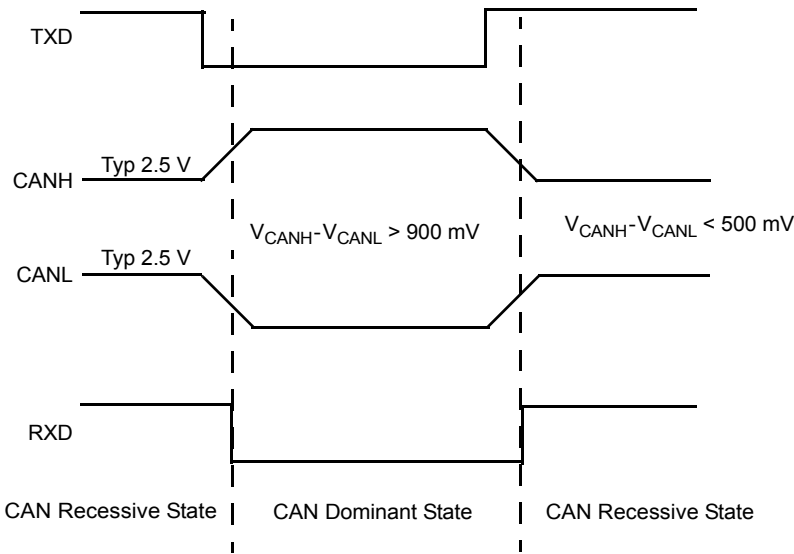 TXD
Typ 2.5 V
CANH
V_CANH-V_CANL > 900 mV
V_CANH-V_CANL < 500 mV
Typ 2.5 V
CANL
RXD
CAN Recessive State
CAN Dominant State
CAN Recessive State